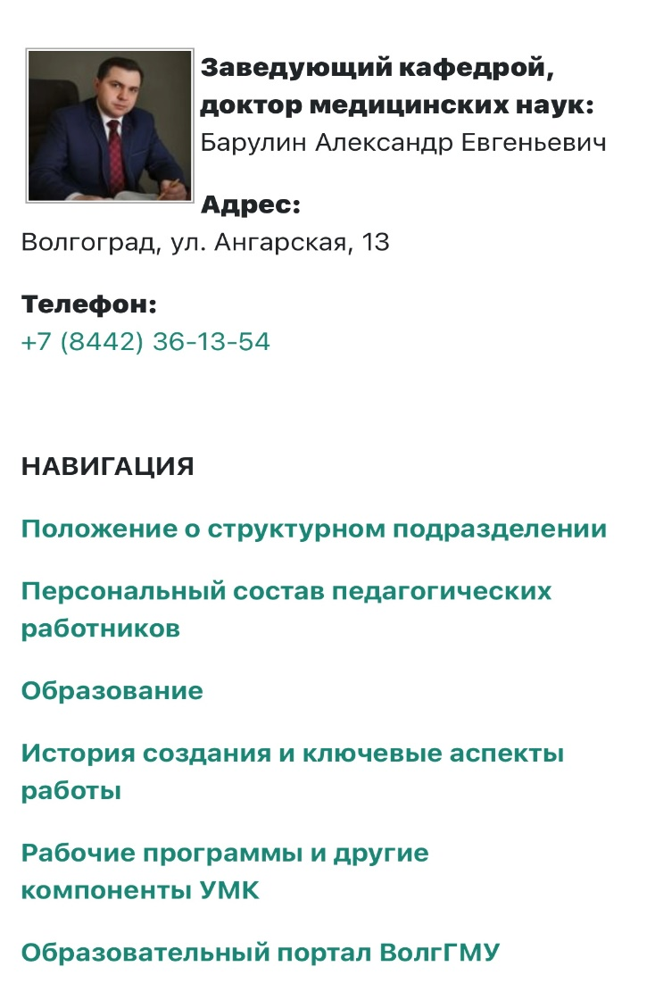 Заведующий кафедрой,
доктор медицинских наук:
Барулин Александр Евгеньевич
Адрес:
Волгоград, ул. Ангарская, 13
Телефон:
+7 (8442) 36-13-54
НАВИГАЦИЯ
Положение о структурном подразделении
Персональный состав педагогических
работников
Образование
История создания и ключевые аспекты
работы
Рабочие программы и другие
компоненты УМК
Образовательный портал ВолгГМУ